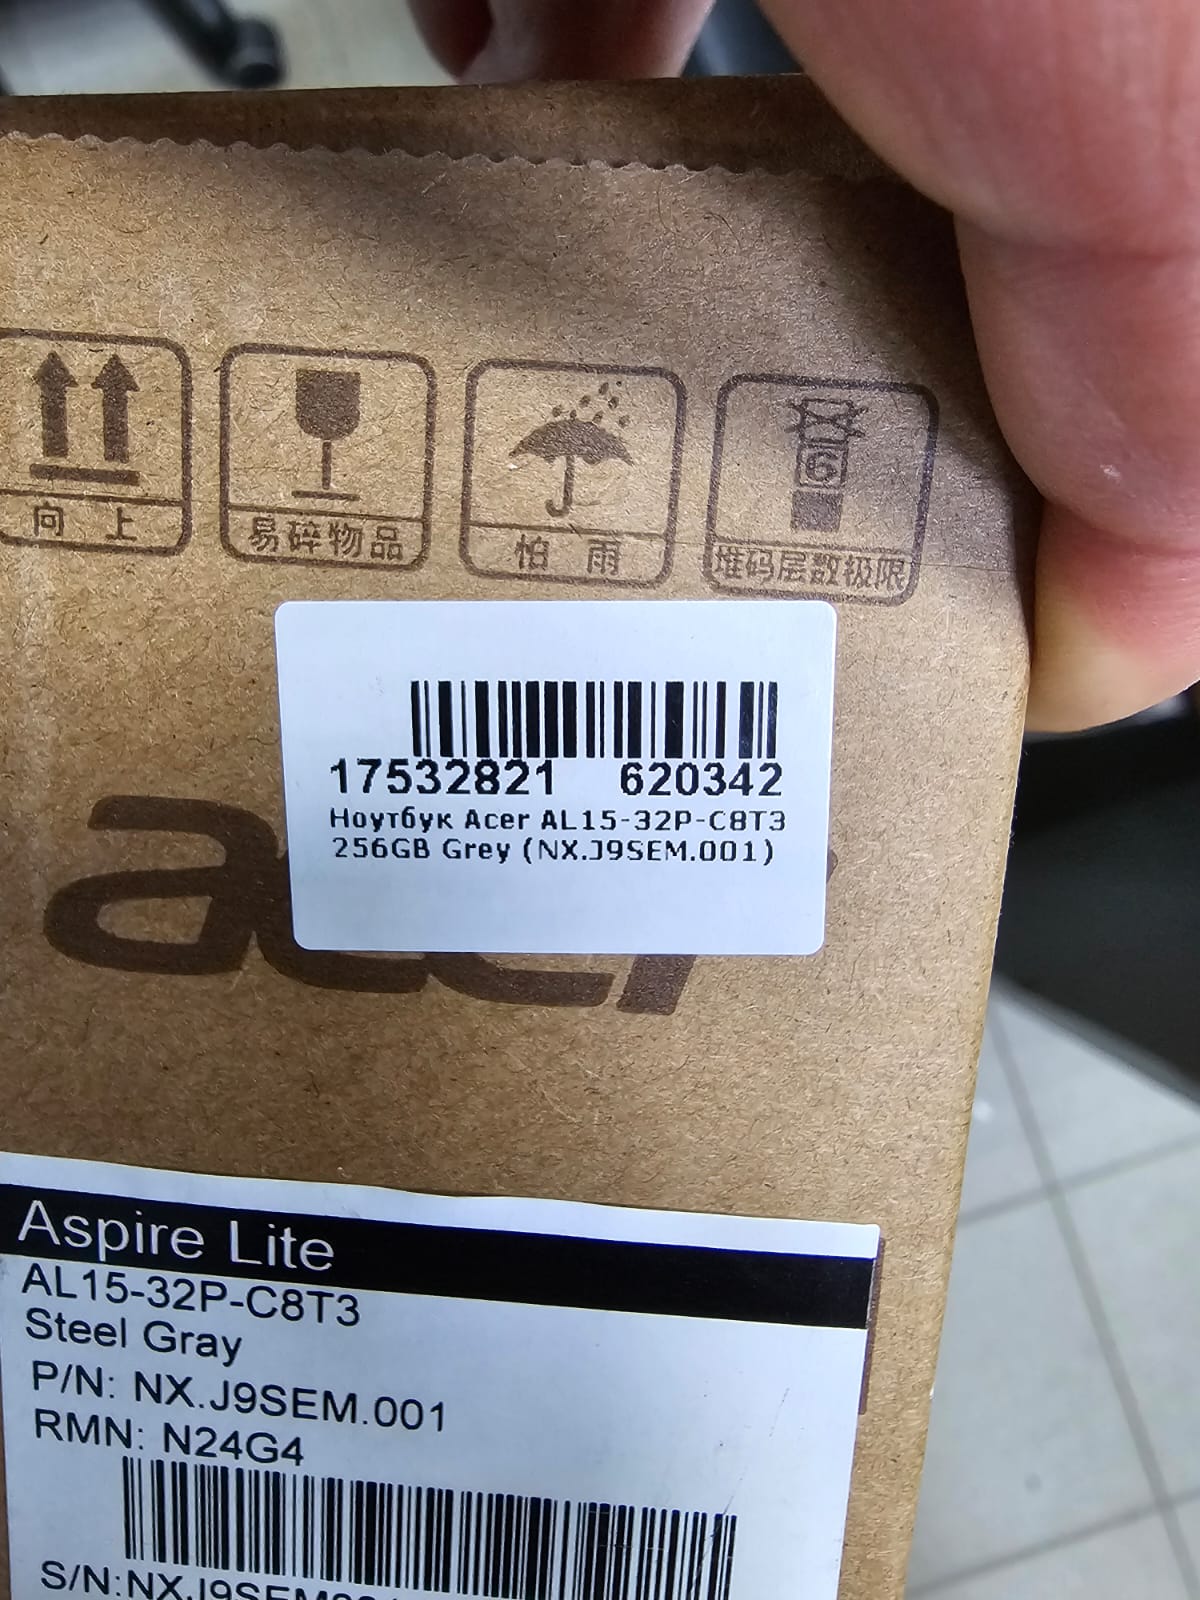 向 上
易碎物品
怕 雨
6
堆码层数极限
17532821 620342
Ноутбук Acer AL15-32P-C8T3
256GB Grey (NX.J9SEM.001)
acer
Aspire Lite
AL15-32P-C8T3
Steel Gray
P/N: NX.J9SEM.001
RMN: N24G4
S/N:NXJ9SEM00